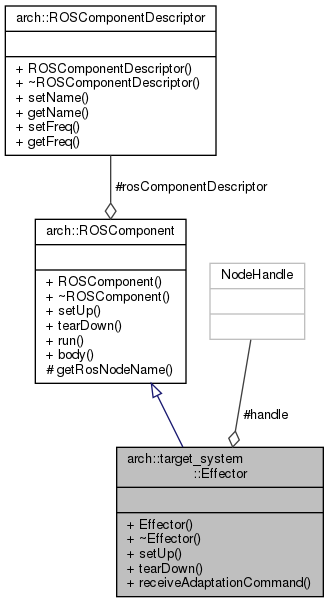 arch::ROSComponentDescriptor
+ ROSComponentDescriptor()
+ ~ROSComponentDescriptor()
+ setName()
+ getName()
+ setFreq()
+ getFreq()
#rosComponentDescriptor
arch::ROSComponent
+ ROSComponent()
+ ~ROSComponent()
+ setUp()
+ tearDown()
+ run()
+ body()
# getRosNodeName()
NodeHandle
#handle
arch::target_system
::Effector
+ Effector()
+ ~Effector()
+ setUp()
+ tearDown()
+ receiveAdaptationCommand()